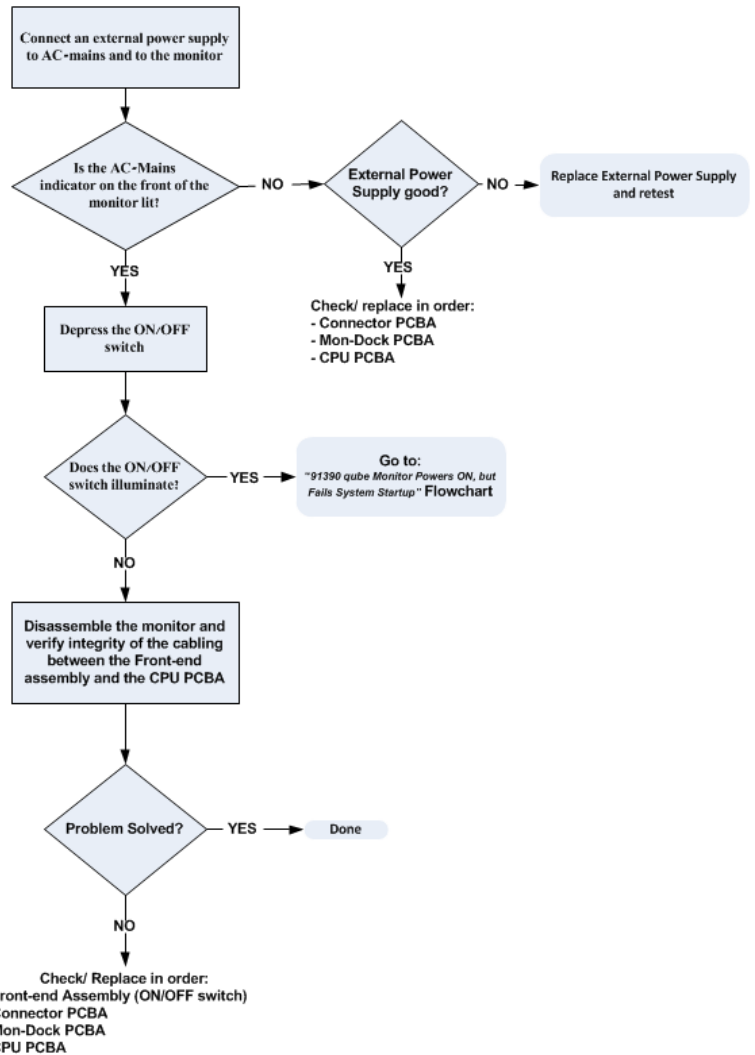 Connect an external power supply
to AC-mains and to the monitor
Is the AC-Mains
indicator on the front of the
monitor lit?
NO
External Power
Supply good?
NO
Replace External Power Supply
and retest
YES
YES
Check/ replace in order:
- Connector PCBA
- Mon-Dock PCBA
- CPU PCBA
Depress the ON/OFF
switch
Does the ON/OFF
switch illuminate?
YES
Go to:
"91390 qube Monitor Powers ON, but
Fails System Startup" Flowchart
NO
Disassemble the monitor and
verify integrity of the cabling
between the Front-end
assembly and the CPU PCBA
Problem Solved?
YES
Done
NO
Check/ Replace in order:
ront-end Assembly (ON/OFF switch)
onnector PCBA
on-Dock PCBA
PU PCBA